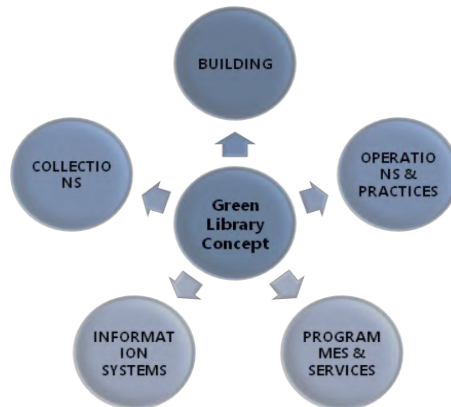 BUILDING
COLLECTIO
NS
OPERATIO
NS &
PRACTICES
Green
Library
Concept
INFORMAT
ION
SYSTEMS
PROGRAM
MES &
SERVICES